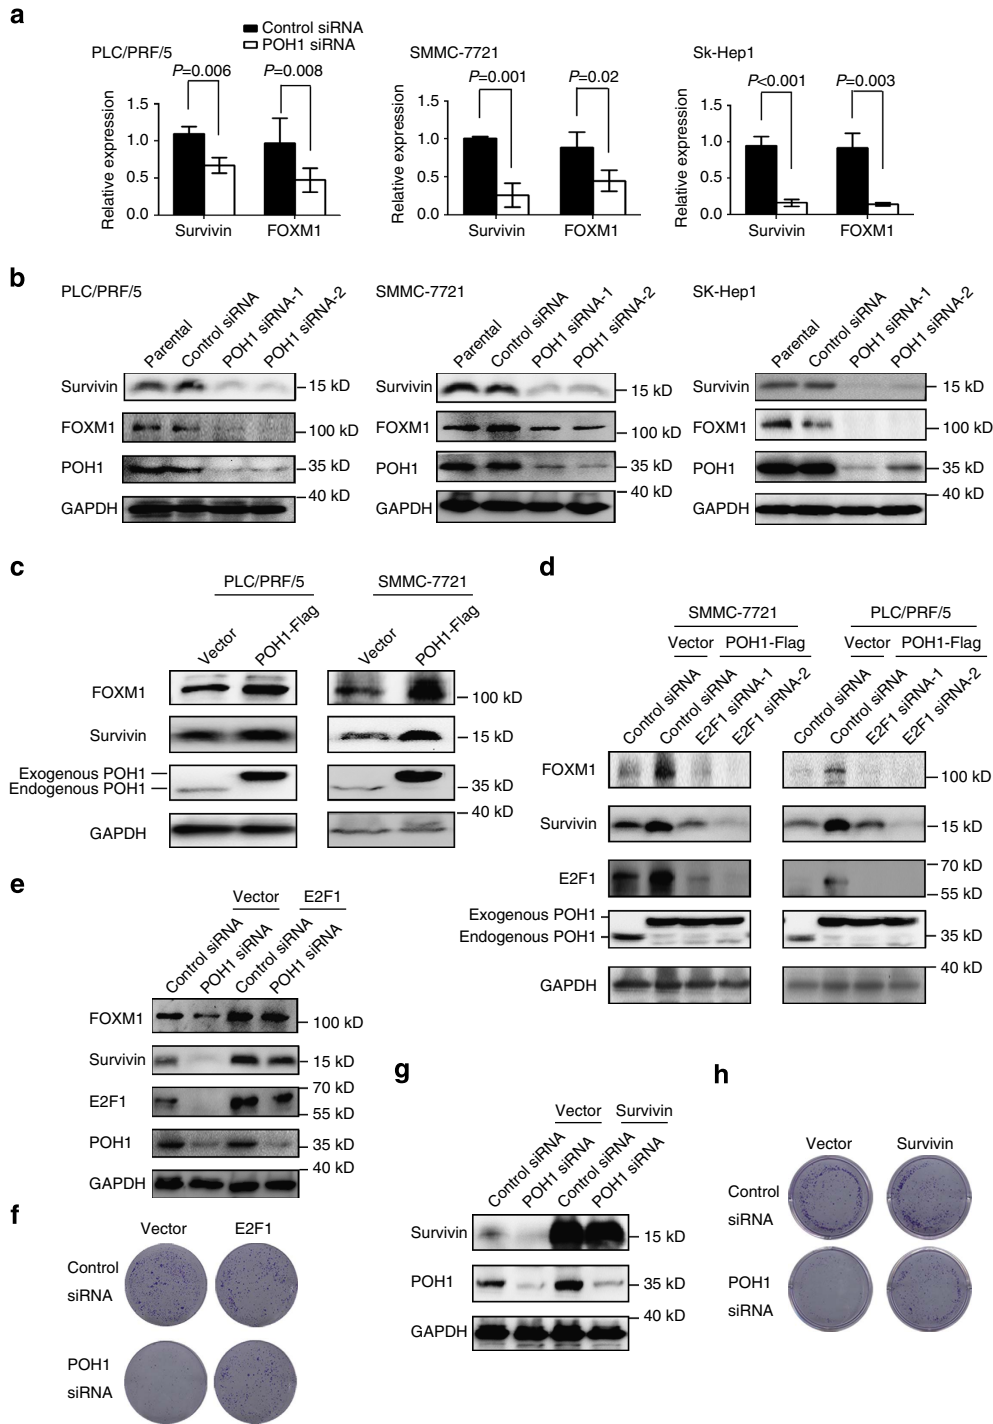 a
Control siRNA
POH1 siRNA
PLC/PRF/5
SMMC-7721
Sk-Hep1
P=0.006
P=0.008
P=0.001
P=0.02
P<0.001
P=0.003
Relative expression
1.5
1.0
0.5
0.0
Survivin
FOXM1
Relative expression
1.5
1.0
0.5
0.0
Survivin
FOXM1
Relative expression
1.5
1.0
0.5
0.0
Survivin
FOXM1
b
PLC/PRF/5
Parental
Control siRNA
POH1 siRNA-1
POH1 siRNA-2
Survivin
15 kD
FOXM1
100 kD
POH1
35 kD
40 kD
GAPDH
SMMC-7721
Parental
Control siRNA
POH1 siRNA-1
POH1 siRNA-2
Survivin
15 kD
FOXM1
100 kD
POH1
35 kD
40 kD
GAPDH
SK-Hep1
Parental
Control siRNA
POH1 siRNA-1
POH1 siRNA-2
Survivin
15 kD
FOXM1
100 kD
POH1
35 kD
40 kD
GAPDH
c
PLC/PRF/5
SMMC-7721
Vector
POH1-Flag
Vector
POH1-Flag
FOXM1
100 kD
Survivin
15 kD
Exogenous POH1
Endogenous POH1
35 kD
40 kD
GAPDH
d
SMMC-7721
PLC/PRF/5
Vector
POH1-Flag
Vector
POH1-Flag
Control siRNA
Control siRNA
E2F1 siRNA-1
E2F1 siRNA-2
Control siRNA
Control siRNA
E2F1 siRNA-1
E2F1 siRNA-2
FOXM1
100 kD
Survivin
15 kD
E2F1
70 kD
55 kD
Exogenous POH1
Endogenous POH1
35 kD
40 kD
GAPDH
e
Vector
E2F1
Control siRNA
POH1 siRNA
Control siRNA
POH1 siRNA
FOXM1
100 kD
Survivin
15 kD
70 kD
E2F1
55 kD
POH1
35 kD
40 kD
GAPDH
f
Vector
E2F1
Control
siRNA
POH1
siRNA
g
Vector
Survivin
Control siRNA
POH1 siRNA
Control siRNA
POH1 siRNA
Survivin
15 kD
POH1
35 kD
40 kD
GAPDH
h
Vector
Survivin
Control
siRNA
POH1
siRNA